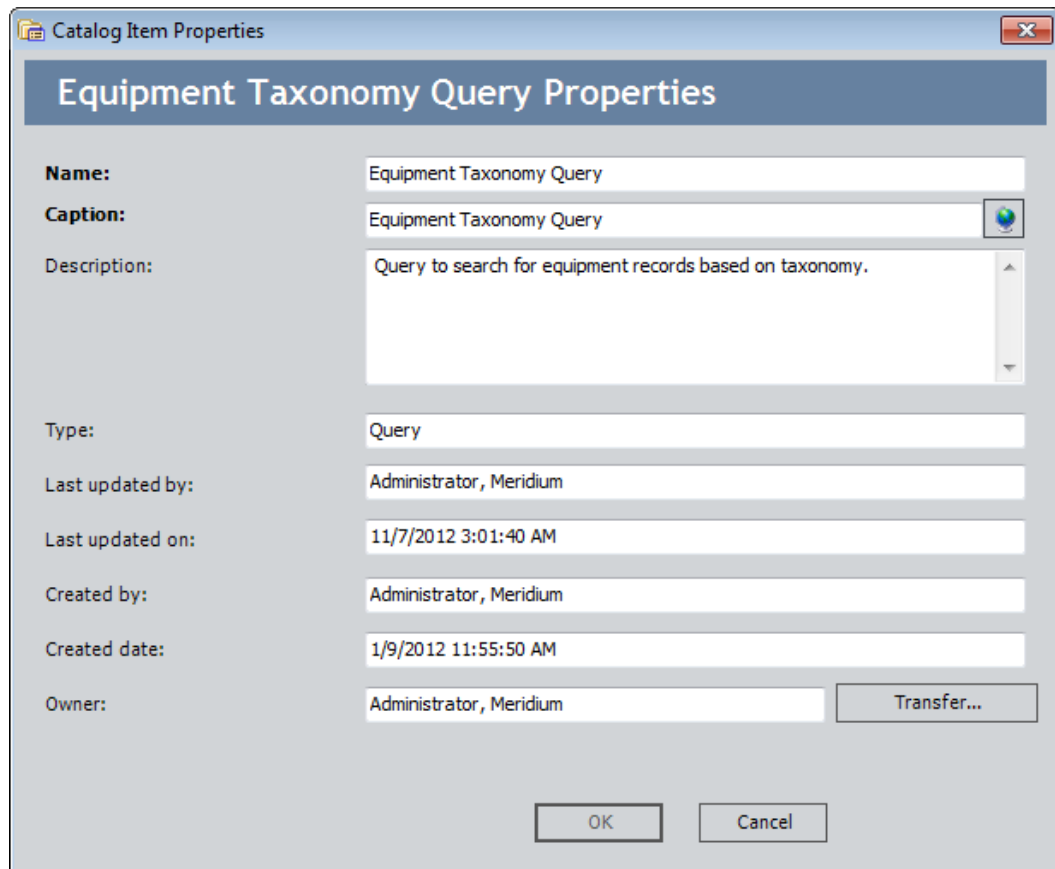 Catalog Item Properties
Equipment Taxonomy Query Properties
Name: Equipment Taxonomy Query
Caption: Equipment Taxonomy Query
Description: Query to search for equipment records based on taxonomy.
Type: Query
Last updated by: Administrator, Meridium
Last updated on: 11/7/2012 3:01:40 AM
Created by: Administrator, Meridium
Created date: 1/9/2012 11:55:50 AM
Owner: Administrator, Meridium Transfer...
OK Cancel